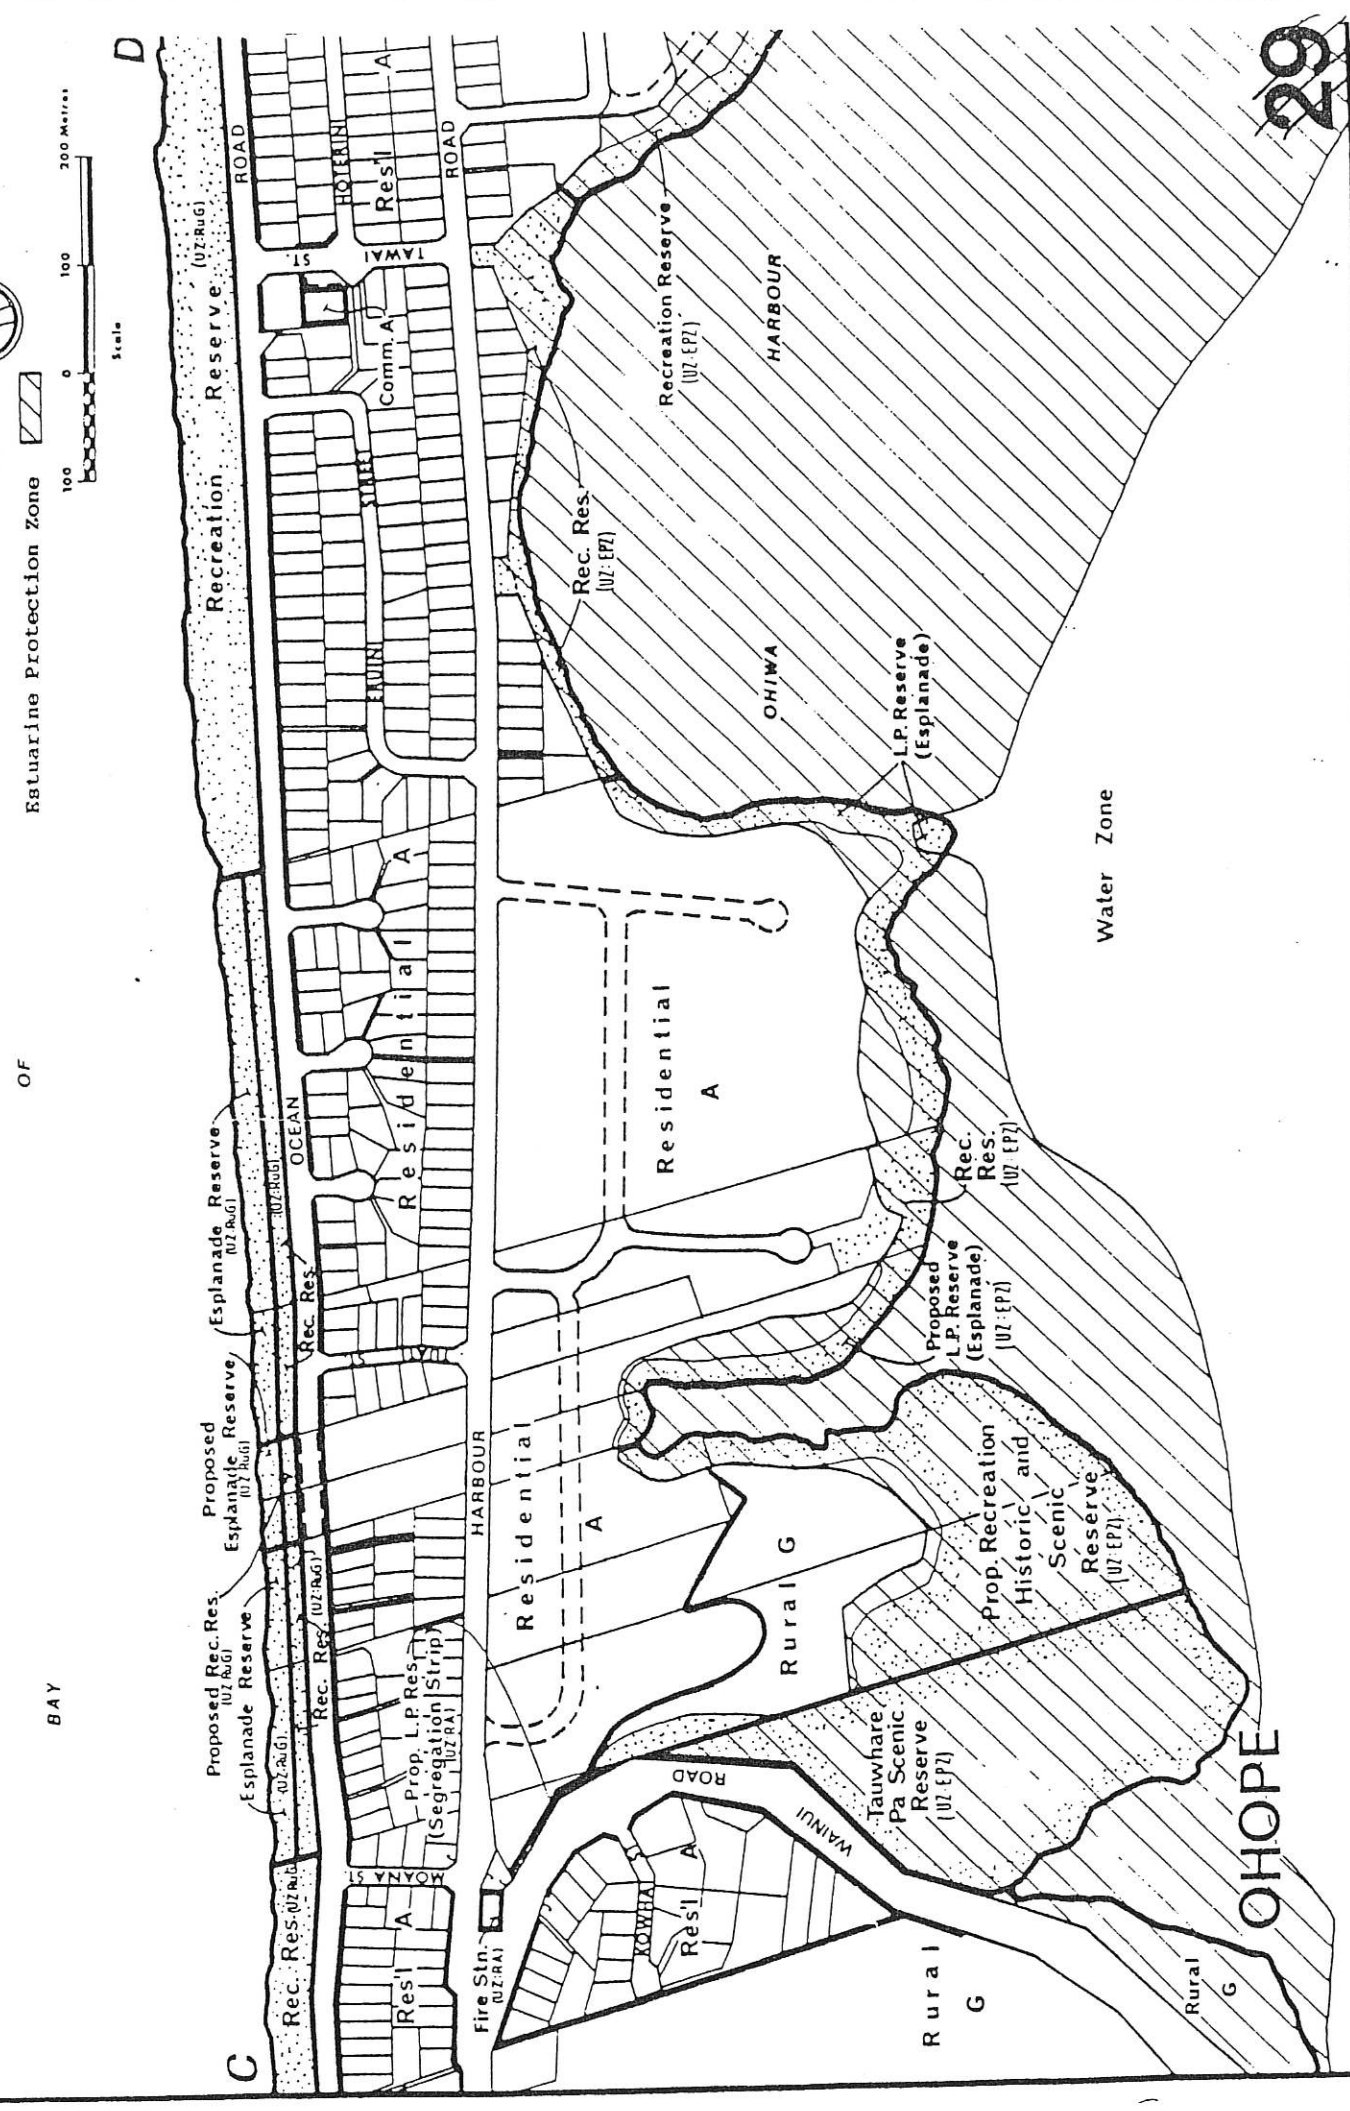 BAY
OF
Estuarine Protection Zone
100
0
100
200 Metres
Scale
C
D
Rec. Res.
(UZ:RuG)
Proposed Rec. Res.
(UZ:RuG)
Esplanade Reserve
(UZ:RuG)
Proposed
Esplanade Reserve
(UZ:RuG)
Esplanade Reserve
(UZ:RuG)
(UZ:RuG)
Recreation Reserve
(UZ:RuG)
Rec. Res.
(UZ:RuG)
Rec. Res.
OCEAN
ROAD
Res'l A
MOANA ST
Prop. L.P. Res.
(Segregation Strip)
(UZ:RA)
Residential A
ERUINI
STREET
Comm. A
TAWAI
ST.
HOTERINI
Res'l A
Fire Stn.
(UZ:RA)
HARBOUR
ROAD
Residential
A
Residential
A
KOWHAI
ST
Res'l A
WAINUI
ROAD
Rural G
Rural
G
Rural
G
Tauwhare
Pa Scenic
Reserve
(UZ:EPZ)
Prop. Recreation
Historic and
Scenic
Reserve
(UZ:EPZ)
Proposed
L.P. Reserve
(Esplanade)
(UZ:EPZ)
Rec.
Res.
(UZ:EPZ)
L.P. Reserve
(Esplanade)
Rec. Res.
(UZ:EPZ)
Recreation Reserve
(UZ:EPZ)
OHIWA
HARBOUR
Water Zone
OHOPE
29